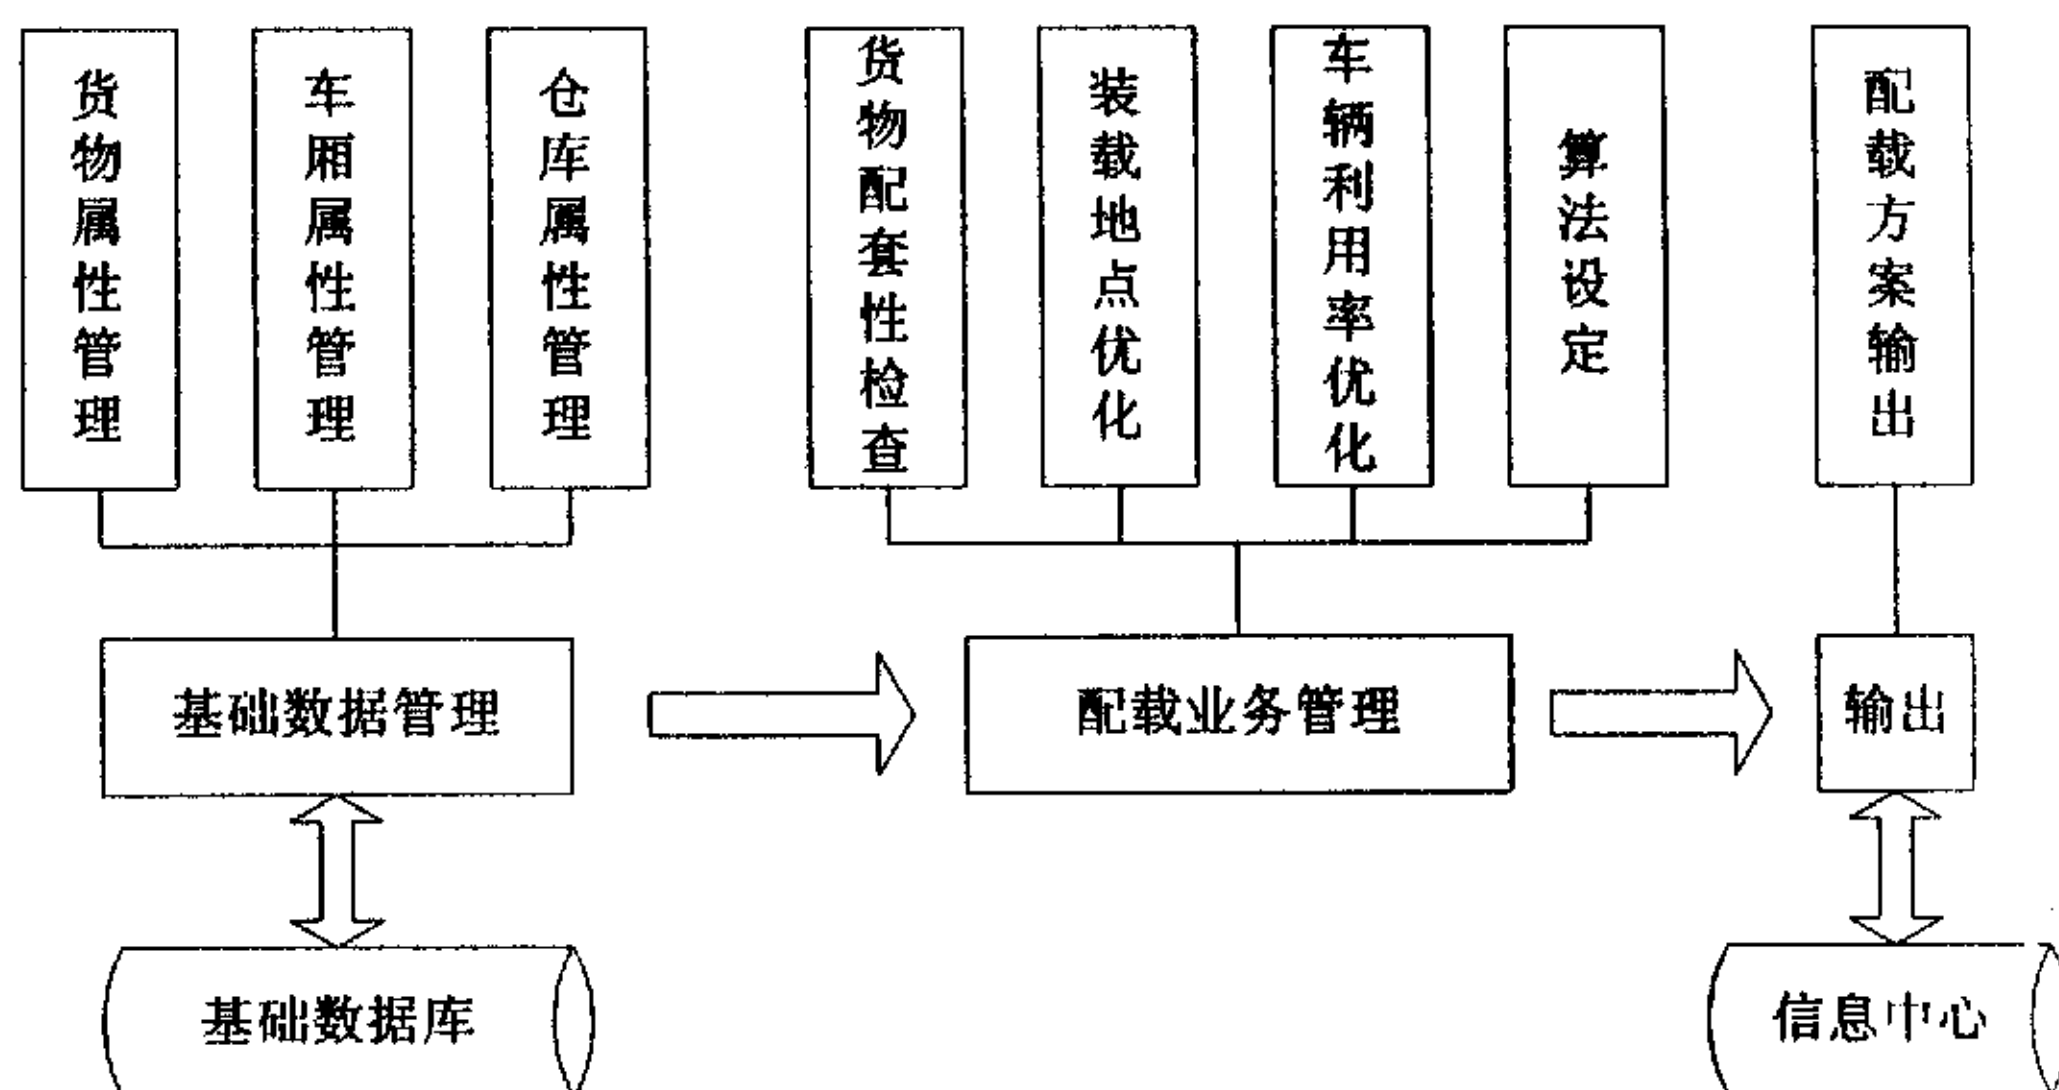 货物属性管理
车厢属性管理
仓库属性管理
货物配套性检查
装载地点优化
车辆利用率优化
算法设定
配载方案输出
基础数据管理
配载业务管理
输出
基础数据库
信息中心